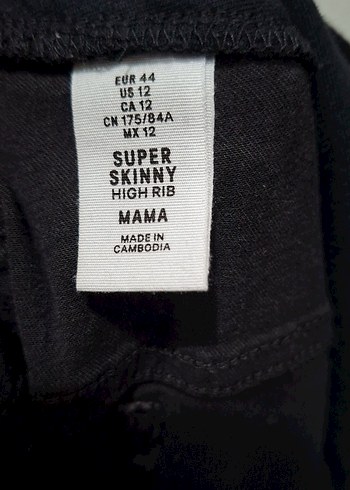 EUR 44
US 12
CA 12
CN 175/84A
MX 12
SUPER
SKINNY
HIGH RIB
MAMA
MADE IN
CAMBODIA